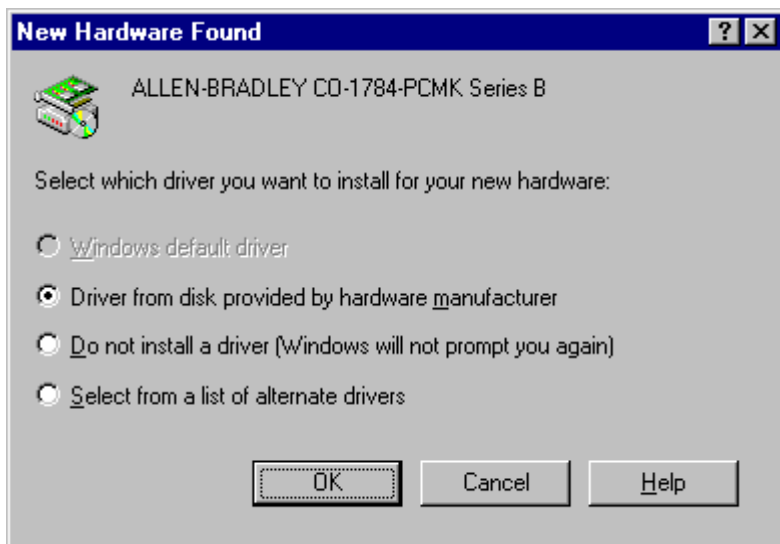 New Hardware Found
ALLEN-BRADLEY CO-1784-PCMK Series B
Select which driver you want to install for your new hardware:
Windows default driver
Driver from disk provided by hardware manufacturer
Do not install a driver (Windows will not prompt you again)
Select from a list of alternate drivers
OK Cancel Help